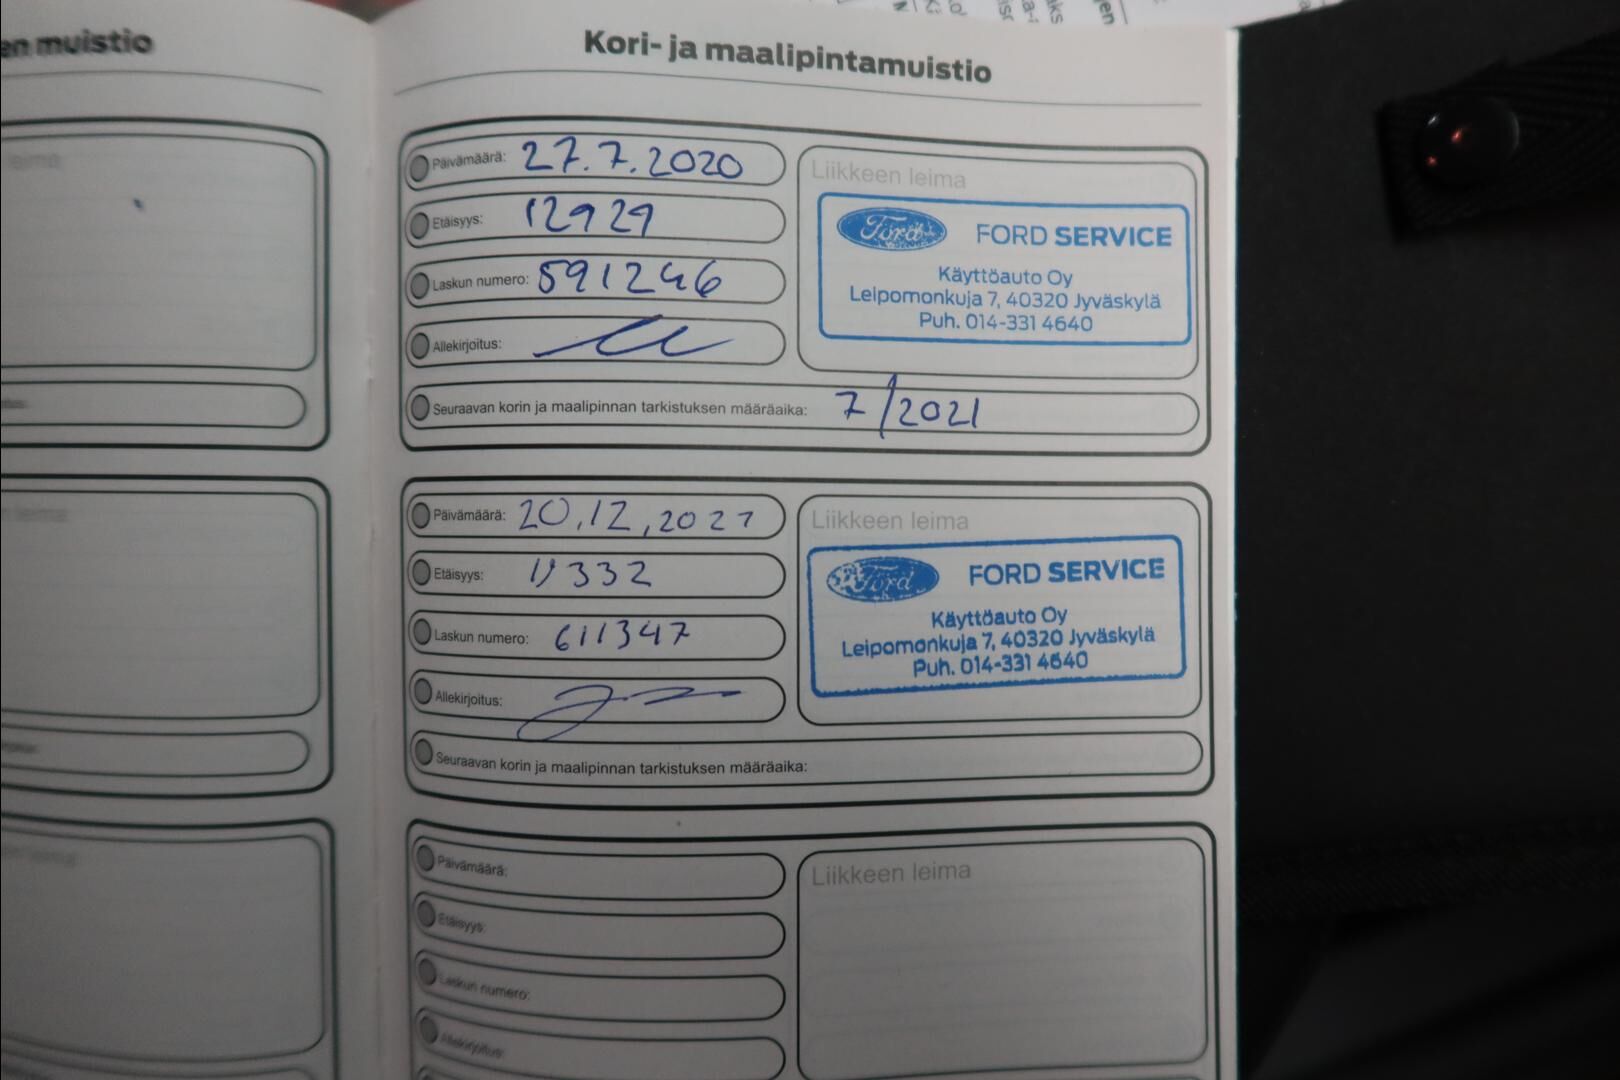 en muistio
Kori- ja maalipintamuistio
Päivämäärä: 27.7.2020
Etäisyys: 12929
Laskun numero: 591246
Allekirjoitus:
Liikkeen leima
Ford
FORD SERVICE
Käyttöauto Oy
Leipomonkuja 7, 40320 Jyväskylä
Puh. 014-331 4640
Seuraavan korin ja maalipinnan tarkistuksen määräaika: 7/2021
Päivämäärä: 20.12.2021
Etäisyys: 332
Laskun numero: 611347
Allekirjoitus:
Liikkeen leima
Ford
FORD SERVICE
Käyttöauto Oy
Leipomonkuja 7, 40320 Jyväskylä
Puh. 014-331 4640
Seuraavan korin ja maalipinnan tarkistuksen määräaika:
Päivämäärä:
Etäisyys:
Laskun numero:
Allekirjoitus:
Liikkeen leima